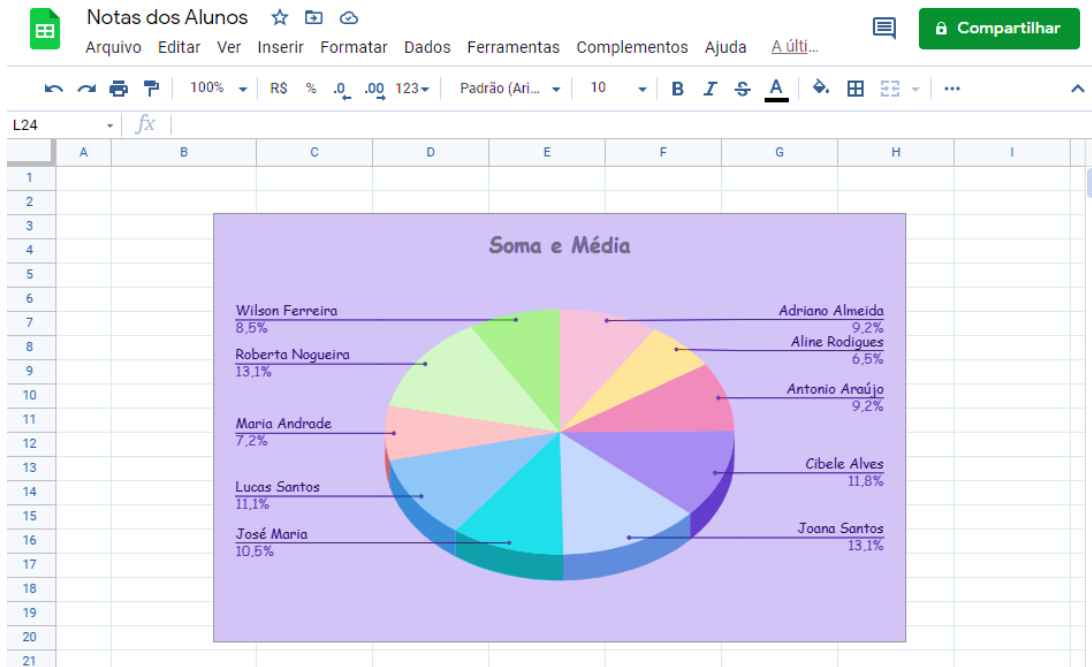 Notas dos Alunos
Arquivo Editar Ver Inserir Formatar Dados Ferramentas Complementos Ajuda A últi...
Compartilhar
100% R$ % .0 .00 123 Padrão (Ari... 10 B I S A ...
L24 fx
A B C D E F G H I
1
2
3
4
5
6
7
8
9
10
11
12
13
14
15
16
17
18
19
20
21
Soma e Média
Wilson Ferreira
8,5%
Roberta Nogueira
13,1%
Maria Andrade
7,2%
Lucas Santos
11,1%
José Maria
10,5%
Adriano Almeida
9,2%
Aline Rodigues
6,5%
Antonio Araújo
9,2%
Cibele Alves
11,8%
Joana Santos
13,1%